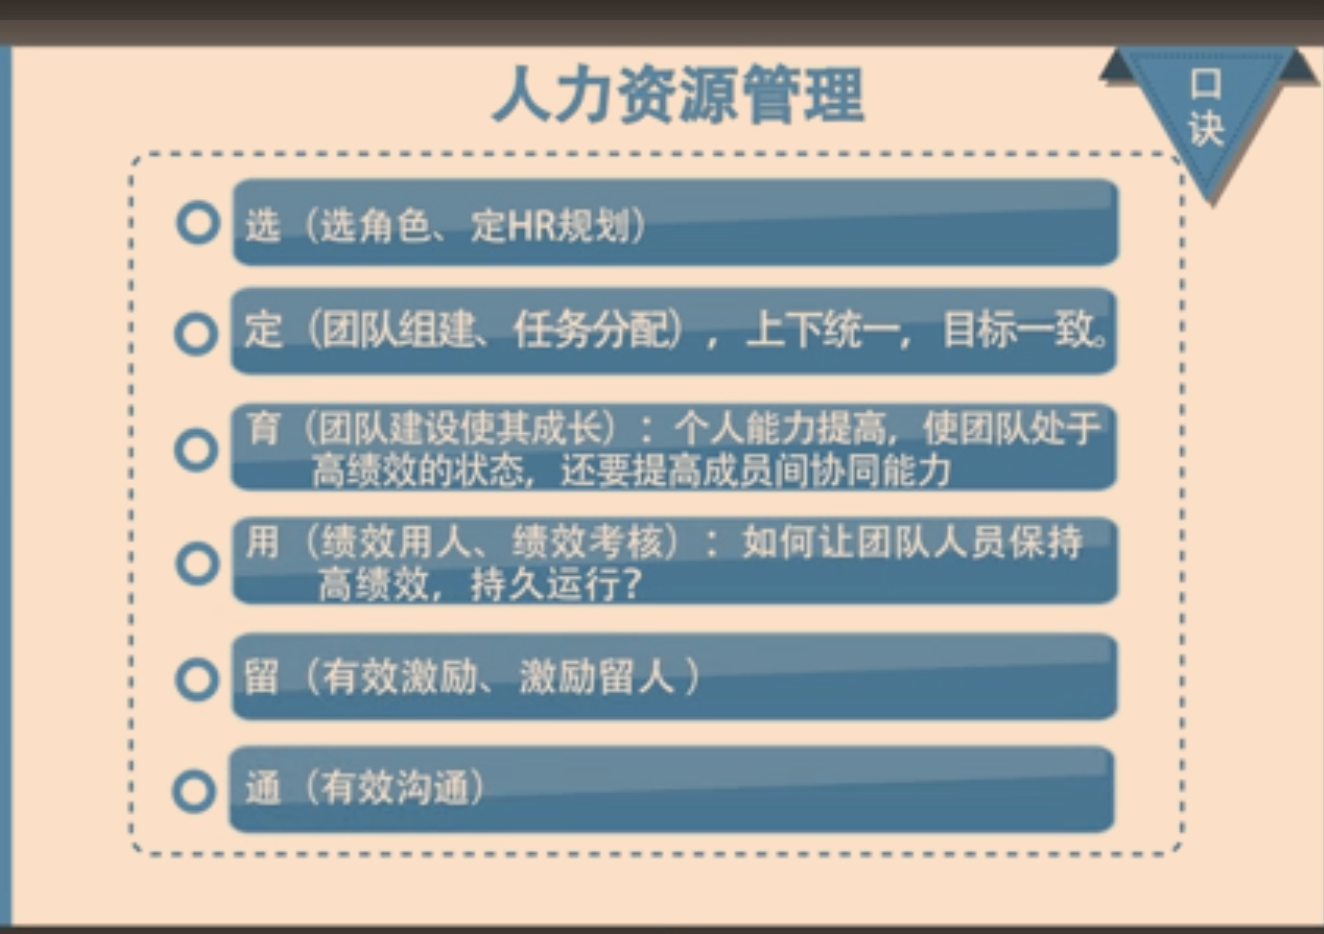 人力资源管理
口
诀
选（选角色、定HR规划）
定（团队组建、任务分配），上下统一，目标一致。
育（团队建设使其成长）：个人能力提高，使团队处于
高绩效的状态，还要提高成员间协同能力
用（绩效用人、绩效考核）：如何让团队人员保持
高绩效，持久运行？
留（有效激励、激励留人）
通（有效沟通）